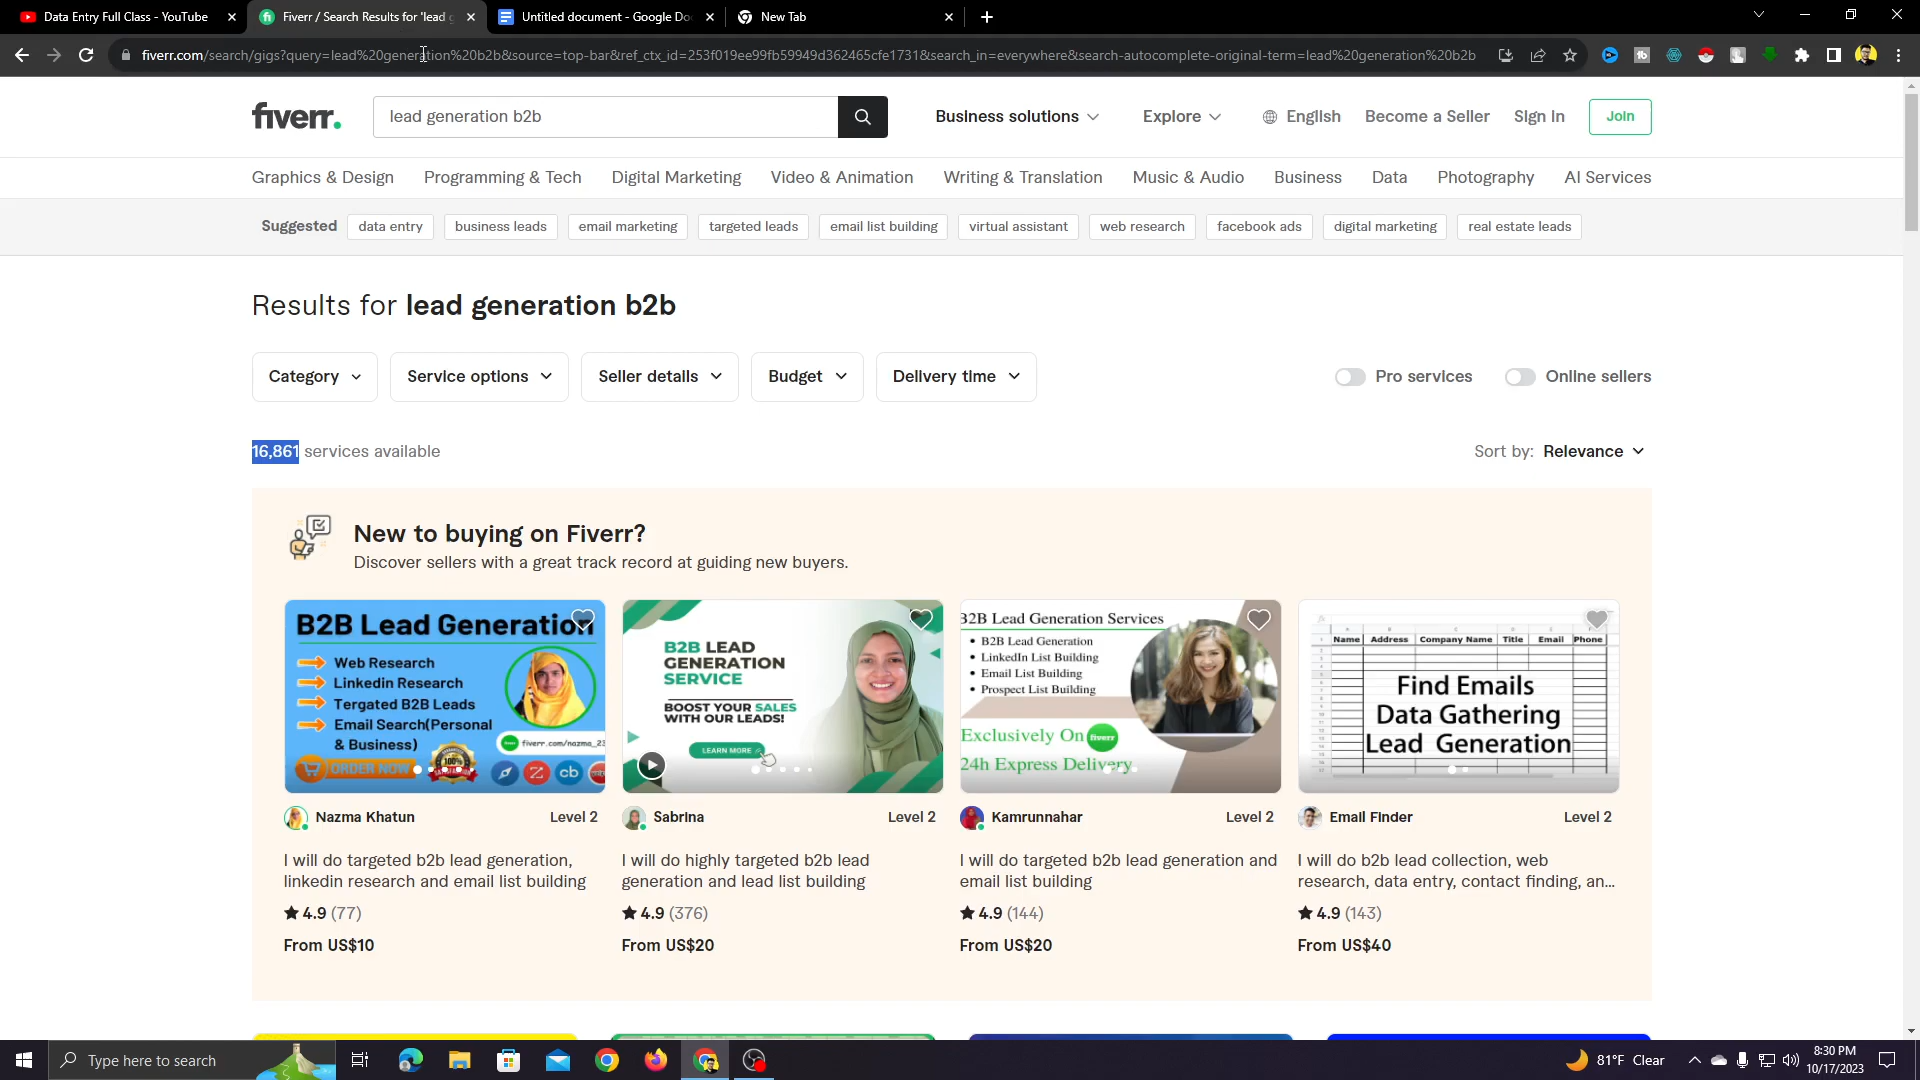 Data Entry Full Class - YouTube
Fiverr / Search Results for 'lead g
Untitled document - Google Do
New Tab
fiverr.com/search/gigs?query=lead%20generation%20b2b&source=top-bar&ref_ctx_id=253f019ee99fb59949d362465cfe1731&search_in=everywhere&search-autocomplete-original-term=lead%20generation%20b2b
fiverr.
lead generation b2b
Business solutions
Explore
English
Become a Seller
Sign In
Join
Graphics & Design
Programming & Tech
Digital Marketing
Video & Animation
Writing & Translation
Music & Audio
Business
Data
Photography
AI Services
Suggested
data entry
business leads
email marketing
targeted leads
email list building
virtual assistant
web research
facebook ads
digital marketing
real estate leads
Results for lead generation b2b
Category
Service options
Seller details
Budget
Delivery time
Pro services
Online sellers
16,861 services available
Sort by: Relevance
New to buying on Fiverr?
Discover sellers with a great track record at guiding new buyers.
B2B Lead Generation
Web Research
Linkedin Research
Tergated B2B Leads
Email Search(Personal
& Business)
fiverr.com/nazma_23
ORDER NOW
100%
cb
B2B LEAD
GENERATION
SERVICE
BOOST YOUR SALES
WITH OUR LEADS!
LEARN MORE
B2B Lead Generation Services
• B2B Lead Generation
• LinkedIn List Building
• Email List Building
• Prospect List Building
Exclusively On fiverr
24h Express Delivery
Name
Address
Company Name
Title
Email
Phone
Find Emails
Data Gathering
Lead Generation
Nazma Khatun
Level 2
I will do targeted b2b lead generation,
linkedin research and email list building
4.9 (77)
From US$10
Sabrina
Level 2
I will do highly targeted b2b lead
generation and lead list building
4.9 (376)
From US$20
Kamrunnahar
Level 2
I will do targeted b2b lead generation and
email list building
4.9 (144)
From US$20
Email Finder
Level 2
I will do b2b lead collection, web
research, data entry, contact finding, an...
4.9 (143)
From US$40
Type here to search
81°F Clear
8:30 PM
10/17/2023